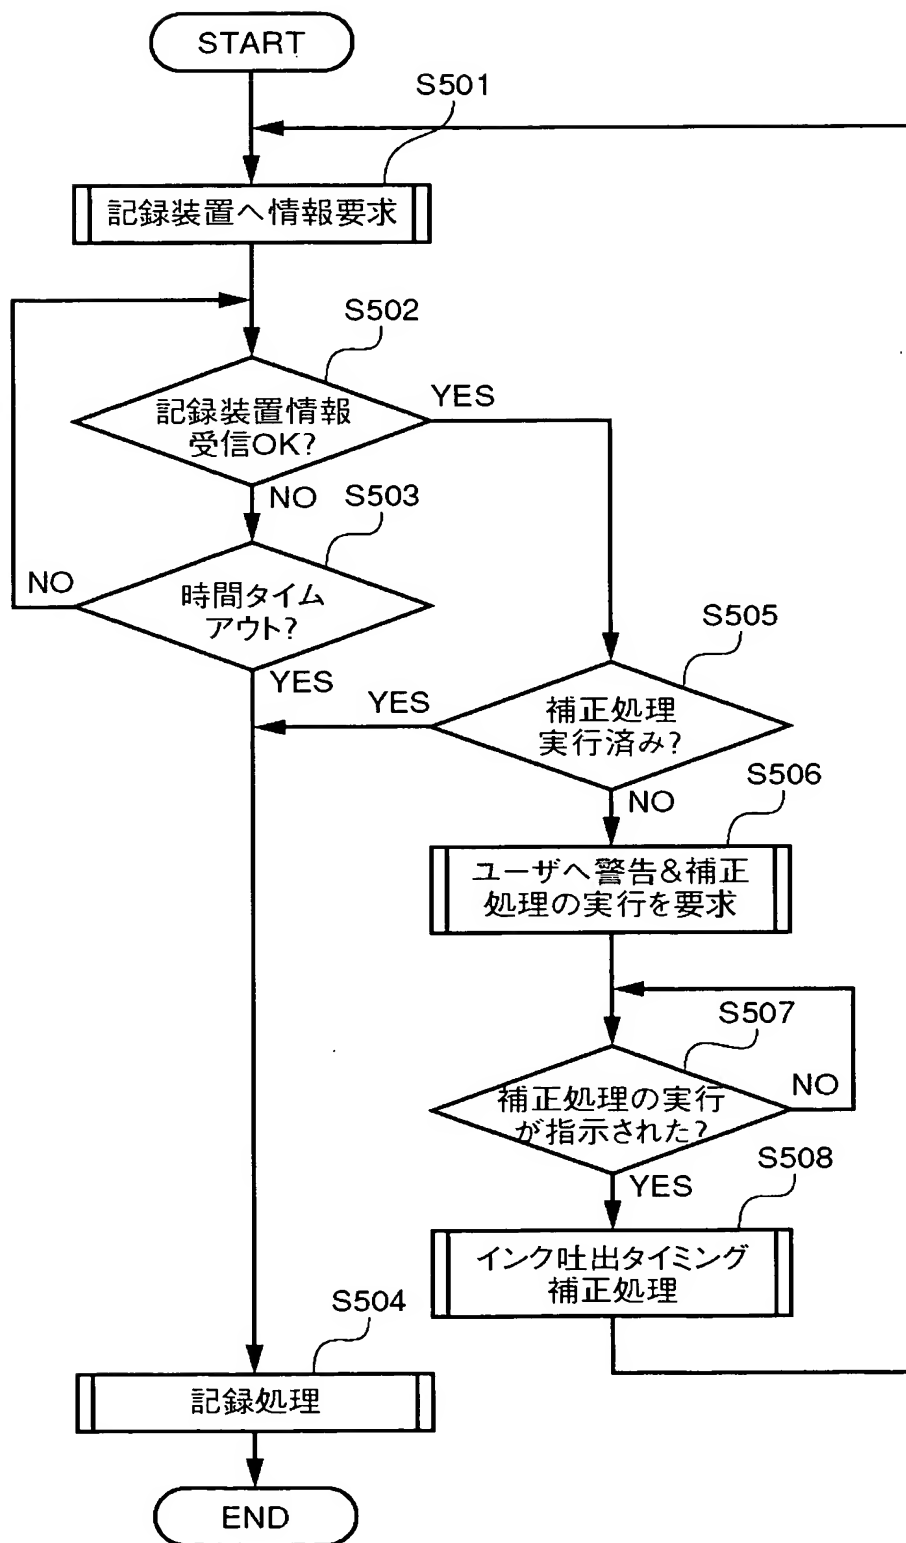 START
S501
記録装置へ情報要求
S502
記録装置情報
受信OK?
YES
NO
S503
時間タイム
アウト?
NO
YES
S505
補正処理
実行済み?
YES
NO
S506
ユーザへ警告&補正
処理の実行を要求
S507
補正処理の実行
が指示された?
NO
YES
S508
インク吐出タイミング
補正処理
S504
記録処理
END